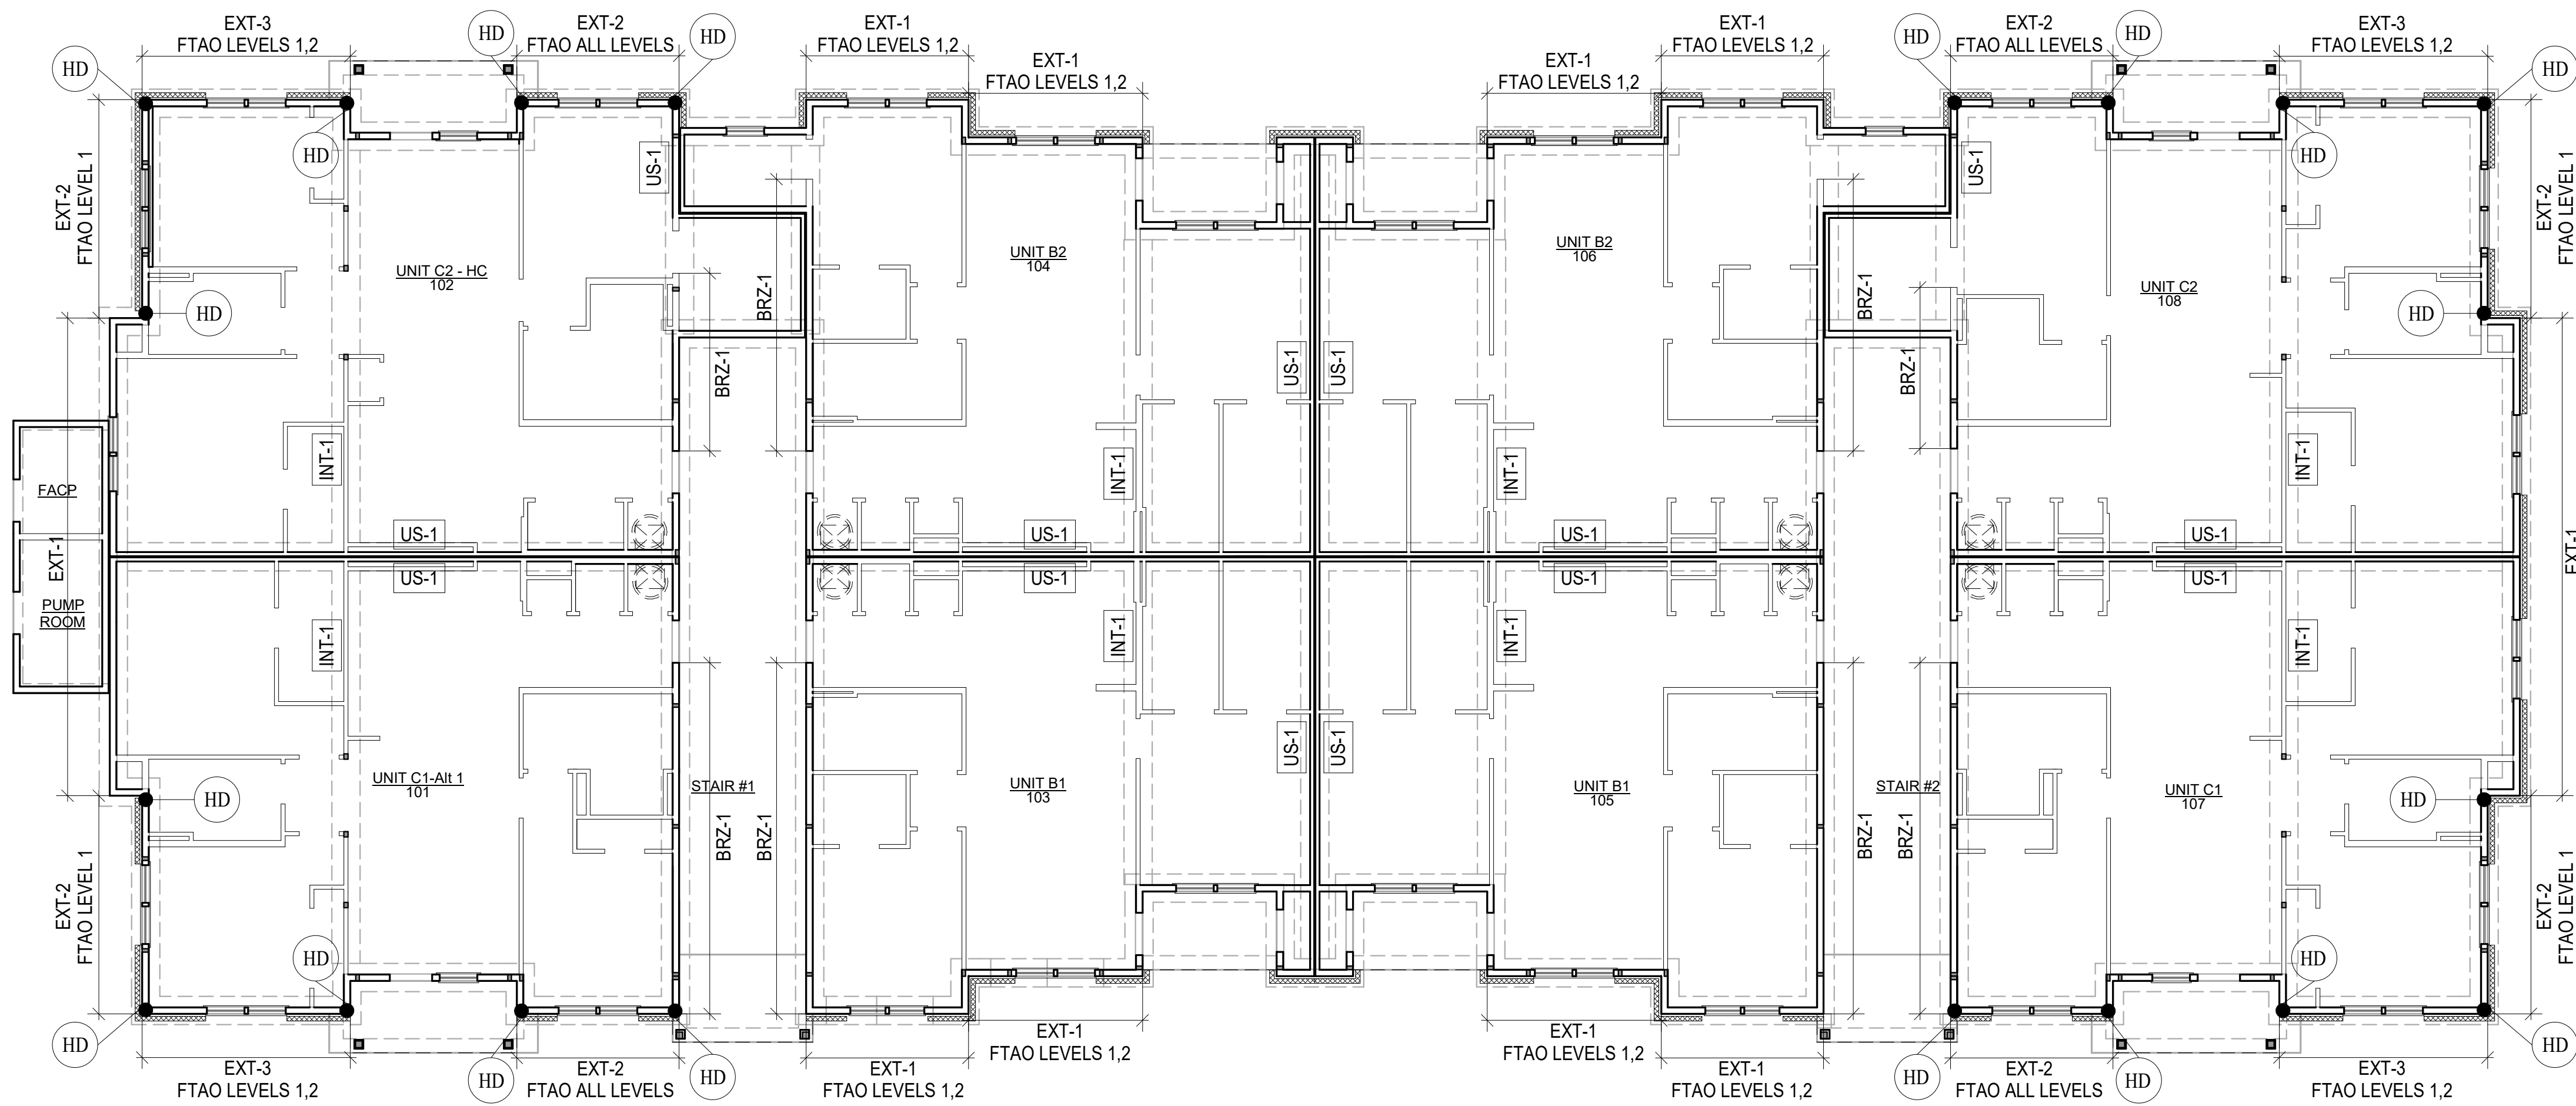 EXT-3
FTAO LEVELS 1,2
HD
EXT-2
FTAO ALL LEVELS
HD
EXT-1
FTAO LEVELS 1,2
EXT-1
FTAO LEVELS 1,2
EXT-1
FTAO LEVELS 1,2
EXT-1
FTAO LEVELS 1,2
HD
EXT-2
FTAO ALL LEVELS
HD
EXT-3
FTAO LEVELS 1,2
HD
HD
HD
HD
EXT-2
FTAO LEVEL 1
US-1
US-1
EXT-2
FTAO LEVEL 1
UNIT C2 - HC
102
BRZ-1
UNIT B2
104
UNIT B2
106
BRZ-1
UNIT C2
108
HD
HD
BRZ-1
US-1
US-1
BRZ-1
INT-1
INT-1
INT-1
INT-1
FACP
US-1
US-1
US-1
US-1
EXT-1
EXT-1
US-1
US-1
US-1
US-1
PUMP
ROOM
INT-1
INT-1
INT-1
INT-1
US-1
US-1
UNIT C1-Alt 1
101
STAIR #1
UNIT B1
103
UNIT B1
105
STAIR #2
UNIT C1
107
HD
HD
BRZ-1
BRZ-1
BRZ-1
BRZ-1
EXT-2
FTAO LEVEL 1
EXT-2
FTAO LEVEL 1
HD
HD
HD
EXT-3
FTAO LEVELS 1,2
HD
EXT-2
FTAO ALL LEVELS
HD
EXT-1
FTAO LEVELS 1,2
EXT-1
FTAO LEVELS 1,2
EXT-1
FTAO LEVELS 1,2
EXT-1
FTAO LEVELS 1,2
HD
EXT-2
FTAO ALL LEVELS
HD
EXT-3
FTAO LEVELS 1,2
HD